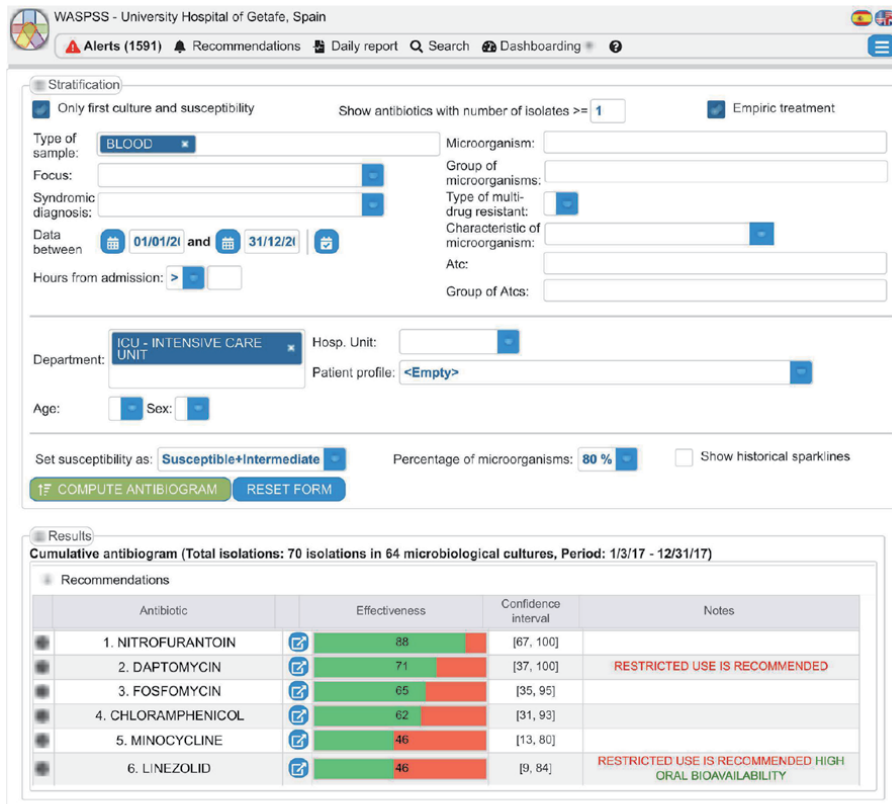 WASPSS - University Hospital of Getafe, Spain
Alerts (1591) Recommendations Daily report Search Dashboarding
Stratification
Only first culture and susceptibility Show antibiotics with number of isolates >= 1 Empiric treatment
Type of sample: BLOOD × Microorganism:
Focus: Group of microorganisms:
Syndromic diagnosis: Type of multi-drug resistant:
Data between 01/01/2 and 31/12/2 Characteristic of microorganism:
Hours from admission: > Atc:
Group of Atcs:
Department: ICU - INTENSIVE CARE UNIT × Hosp. Unit:
Patient profile: <Empty>
Age: Sex:
Set susceptibility as: Susceptible+Intermediate Percentage of microorganisms: 80 % Show historical sparklines
COMPUTE ANTIBIOGRAM RESET FORM
Results
Cumulative antibiogram (Total isolations: 70 isolations in 64 microbiological cultures, Period: 1/3/17 - 12/31/17)
Recommendations
Antibiotic Effectiveness Confidence interval Notes
1. NITROFURANTOIN 88 [67, 100]
2. DAPTOMYCIN 71 [37, 100] RESTRICTED USE IS RECOMMENDED
3. FOSFOMYCIN 65 [35, 95]
4. CHLORAMPHENICOL 62 [31, 93]
5. MINOCYCLINE 46 [13, 80]
6. LINEZOLID 46 [9, 84] RESTRICTED USE IS RECOMMENDED HIGH ORAL BIOAVAILABILITY